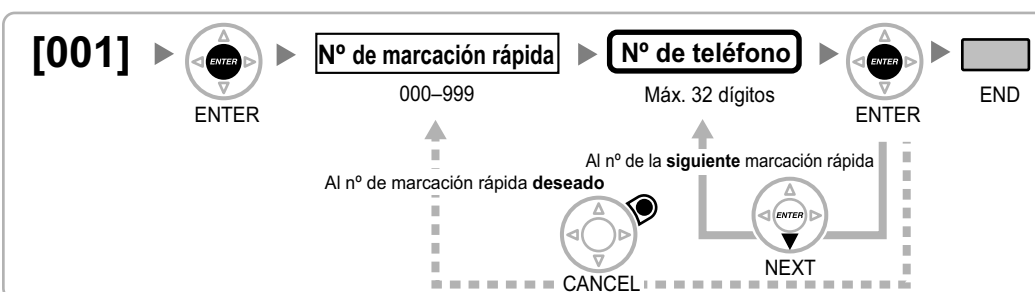 [001]
ENTER
ENTER
Nº de marcación rápida
000–999
Nº de teléfono
Máx. 32 dígitos
ENTER
ENTER
END
Al nº de la siguiente marcación rápida
Al nº de marcación rápida deseado
ENTER
NEXT
CANCEL